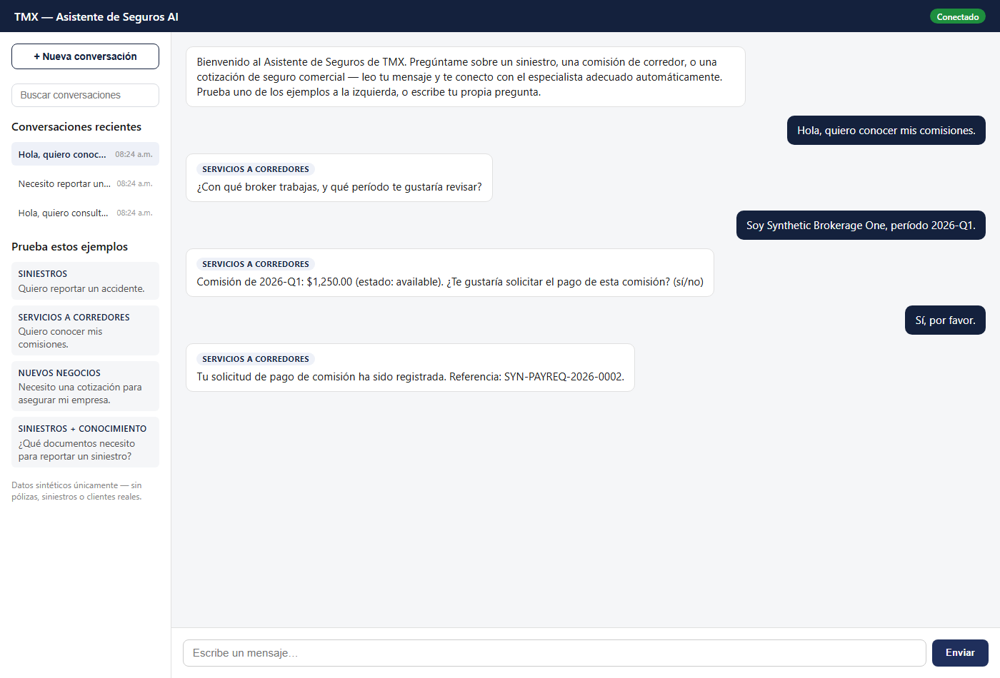 TMX — Asistente de Seguros AI
Conectado
+ Nueva conversación
Buscar conversaciones
Conversaciones recientes
Hola, quiero conoc... 08:24 a.m.
Necesito reportar un... 08:24 a.m.
Hola, quiero consult... 08:24 a.m.
Prueba estos ejemplos
SINIESTROS
Quiero reportar un accidente.
SERVICIOS A CORREDORES
Quiero conocer mis
comisiones.
NUEVOS NEGOCIOS
Necesito una cotización para
asegurar mi empresa.
SINIESTROS + CONOCIMIENTO
¿Qué documentos necesito
para reportar un siniestro?
Datos sintéticos únicamente — sin
pólizas, siniestros o clientes reales.
Bienvenido al Asistente de Seguros de TMX. Pregúntame sobre un siniestro, una comisión de corredor, o una
cotización de seguro comercial — leo tu mensaje y te conecto con el especialista adecuado automáticamente.
Prueba uno de los ejemplos a la izquierda, o escribe tu propia pregunta.
Hola, quiero conocer mis comisiones.
SERVICIOS A CORREDORES
¿Con qué broker trabajas, y qué período te gustaría revisar?
Soy Synthetic Brokerage One, período 2026-Q1.
SERVICIOS A CORREDORES
Comisión de 2026-Q1: $1,250.00 (estado: available). ¿Te gustaría solicitar el pago de esta comisión? (sí/no)
Sí, por favor.
SERVICIOS A CORREDORES
Tu solicitud de pago de comisión ha sido registrada. Referencia: SYN-PAYREQ-2026-0002.
Escribe un mensaje...
Enviar